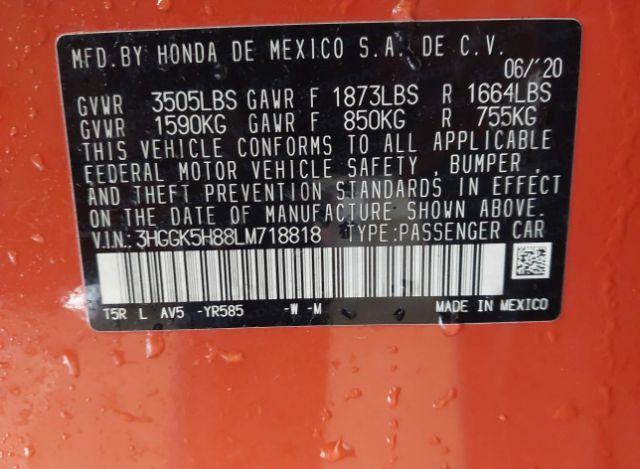 MFD. BY HONDA DE MEXICO S.A. DE C.V.
06/'20
GVWR 3505LBS GAWR F 1873LBS R 1664LBS
GVWR 1590KG GAWR F 850KG R 755KG
THIS VEHICLE CONFORMS TO ALL APPLICABLE
FEDERAL MOTOR VEHICLE SAFETY , BUMPER ,
AND THEFT PREVENTION STANDARDS IN EFFECT
ON THE DATE OF MANUFACTURE SHOWN ABOVE.
V.I.N.: 3HGGK5H88LM718818 TYPE:PASSENGER CAR
T5R L AV5 -YR585 -W -M MADE IN MEXICO